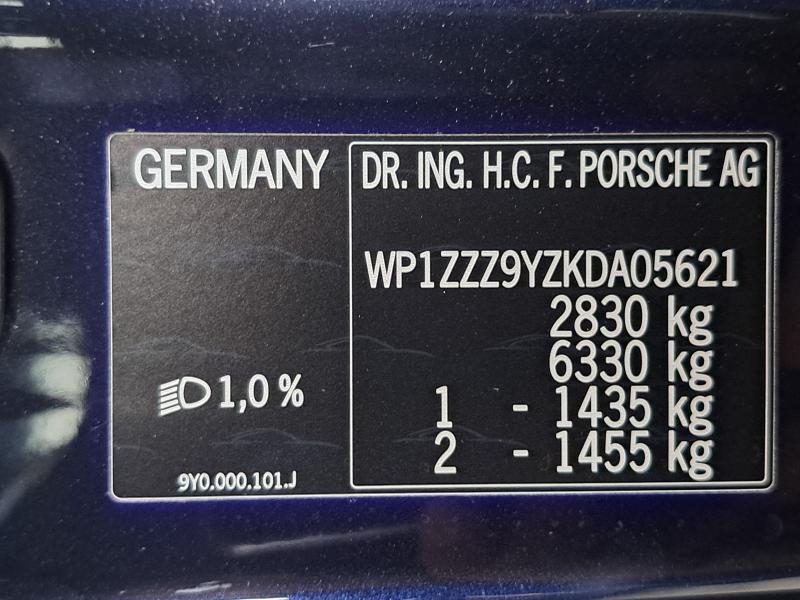 GERMANY
DR. ING. H.C. F. PORSCHE AG
WP1ZZZ9YZKDA05621
2830 kg
6330 kg
1 - 1435 kg
1,0 %
2 - 1455 kg
9Y0.000.101.J